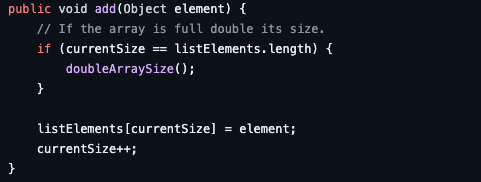 public void add(Object element) {
    // If the array is full double its size.
    if (currentSize == listElements.length) {
        doubleArraySize();
    }

    listElements[currentSize] = element;
    currentSize++;
}